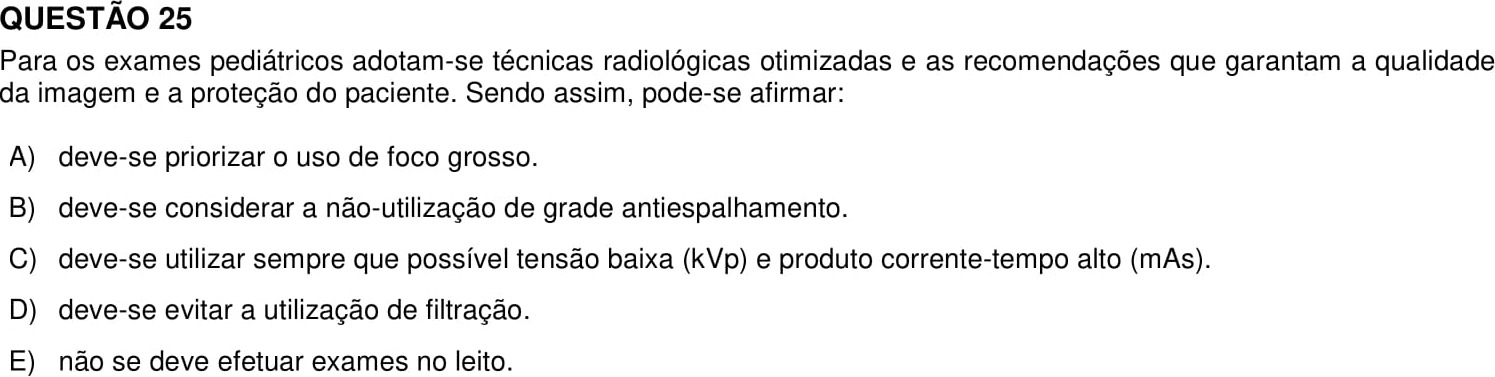 QUESTÃO 25
Para os exames pediátricos adotam-se técnicas radiológicas otimizadas e as recomendações que garantam a qualidade
da imagem e a proteção do paciente. Sendo assim, pode-se afirmar:
A) deve-se priorizar o uso de foco grosso.
B) deve-se considerar a não-utilização de grade antiespalhamento.
C) deve-se utilizar sempre que possível tensão baixa (kVp) e produto corrente-tempo alto (mAs).
D) deve-se evitar a utilização de filtração.
E) não se deve efetuar exames no leito.